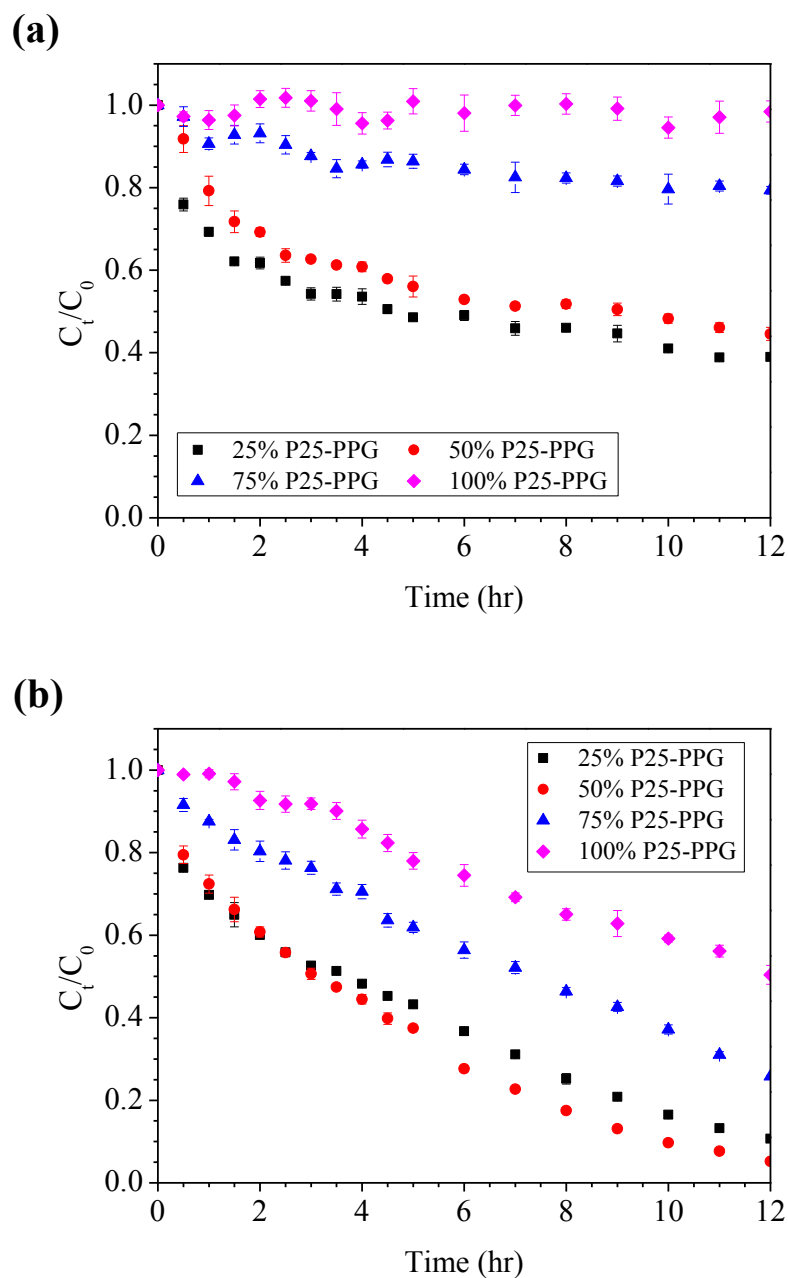 (a)
1.0
0.8
0.6
0.4
0.2
0.0
C_t/C_0
25% P25-PPG 50% P25-PPG
75% P25-PPG 100% P25-PPG
0 2 4 6 8 10 12
Time (hr)
(b)
1.0
0.8
0.6
0.4
0.2
0.0
C_t/C_0
25% P25-PPG
50% P25-PPG
75% P25-PPG
100% P25-PPG
0 2 4 6 8 10 12
Time (hr)